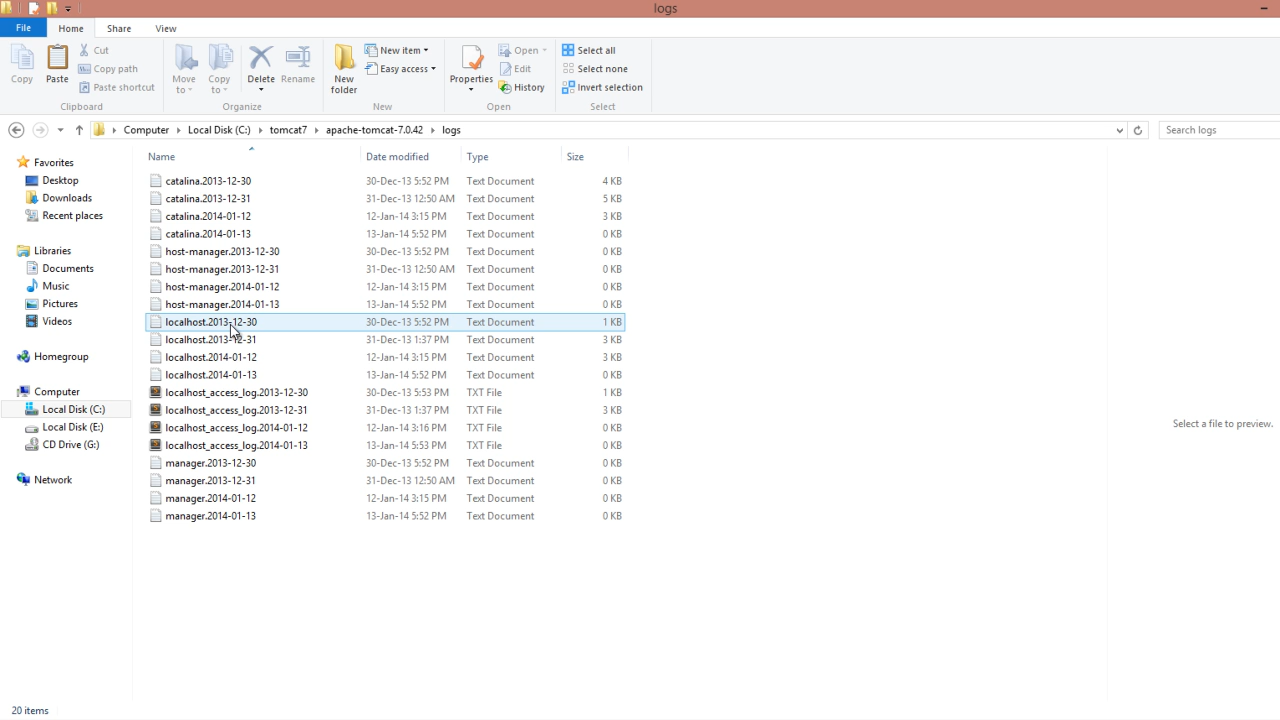 logs
File Home Share View
Copy Paste Cut Copy path Paste shortcut Clipboard
Move to Copy to Delete Rename Organize
New folder New item Easy access New
Properties Open Edit History Open
Select all Select none Invert selection Select
Computer Local Disk (C:) tomcat7 apache-tomcat-7.0.42 logs Search logs
Name Date modified Type Size
Favorites
Desktop
Downloads
Recent places
Libraries
Documents
Music
Pictures
Videos
Homegroup
Computer
Local Disk (C:)
Local Disk (E:)
CD Drive (G:)
Network
catalina.2013-12-30 30-Dec-13 5:52 PM Text Document 4 KB
catalina.2013-12-31 31-Dec-13 12:50 AM Text Document 5 KB
catalina.2014-01-12 12-Jan-14 3:15 PM Text Document 3 KB
catalina.2014-01-13 13-Jan-14 5:52 PM Text Document 0 KB
host-manager.2013-12-30 30-Dec-13 5:52 PM Text Document 0 KB
host-manager.2013-12-31 31-Dec-13 12:50 AM Text Document 0 KB
host-manager.2014-01-12 12-Jan-14 3:15 PM Text Document 0 KB
host-manager.2014-01-13 13-Jan-14 5:52 PM Text Document 0 KB
localhost.2013-12-30 30-Dec-13 5:52 PM Text Document 1 KB
localhost.2013-12-31 31-Dec-13 1:37 PM Text Document 3 KB
localhost.2014-01-12 12-Jan-14 3:15 PM Text Document 3 KB
localhost.2014-01-13 13-Jan-14 5:52 PM Text Document 0 KB
localhost_access_log.2013-12-30 30-Dec-13 5:53 PM TXT File 1 KB
localhost_access_log.2013-12-31 31-Dec-13 1:37 PM TXT File 3 KB
localhost_access_log.2014-01-12 12-Jan-14 3:16 PM TXT File 0 KB
localhost_access_log.2014-01-13 13-Jan-14 5:53 PM TXT File 0 KB
manager.2013-12-30 30-Dec-13 5:52 PM Text Document 0 KB
manager.2013-12-31 31-Dec-13 12:50 AM Text Document 0 KB
manager.2014-01-12 12-Jan-14 3:15 PM Text Document 0 KB
manager.2014-01-13 13-Jan-14 5:52 PM Text Document 0 KB
Select a file to preview.
20 items